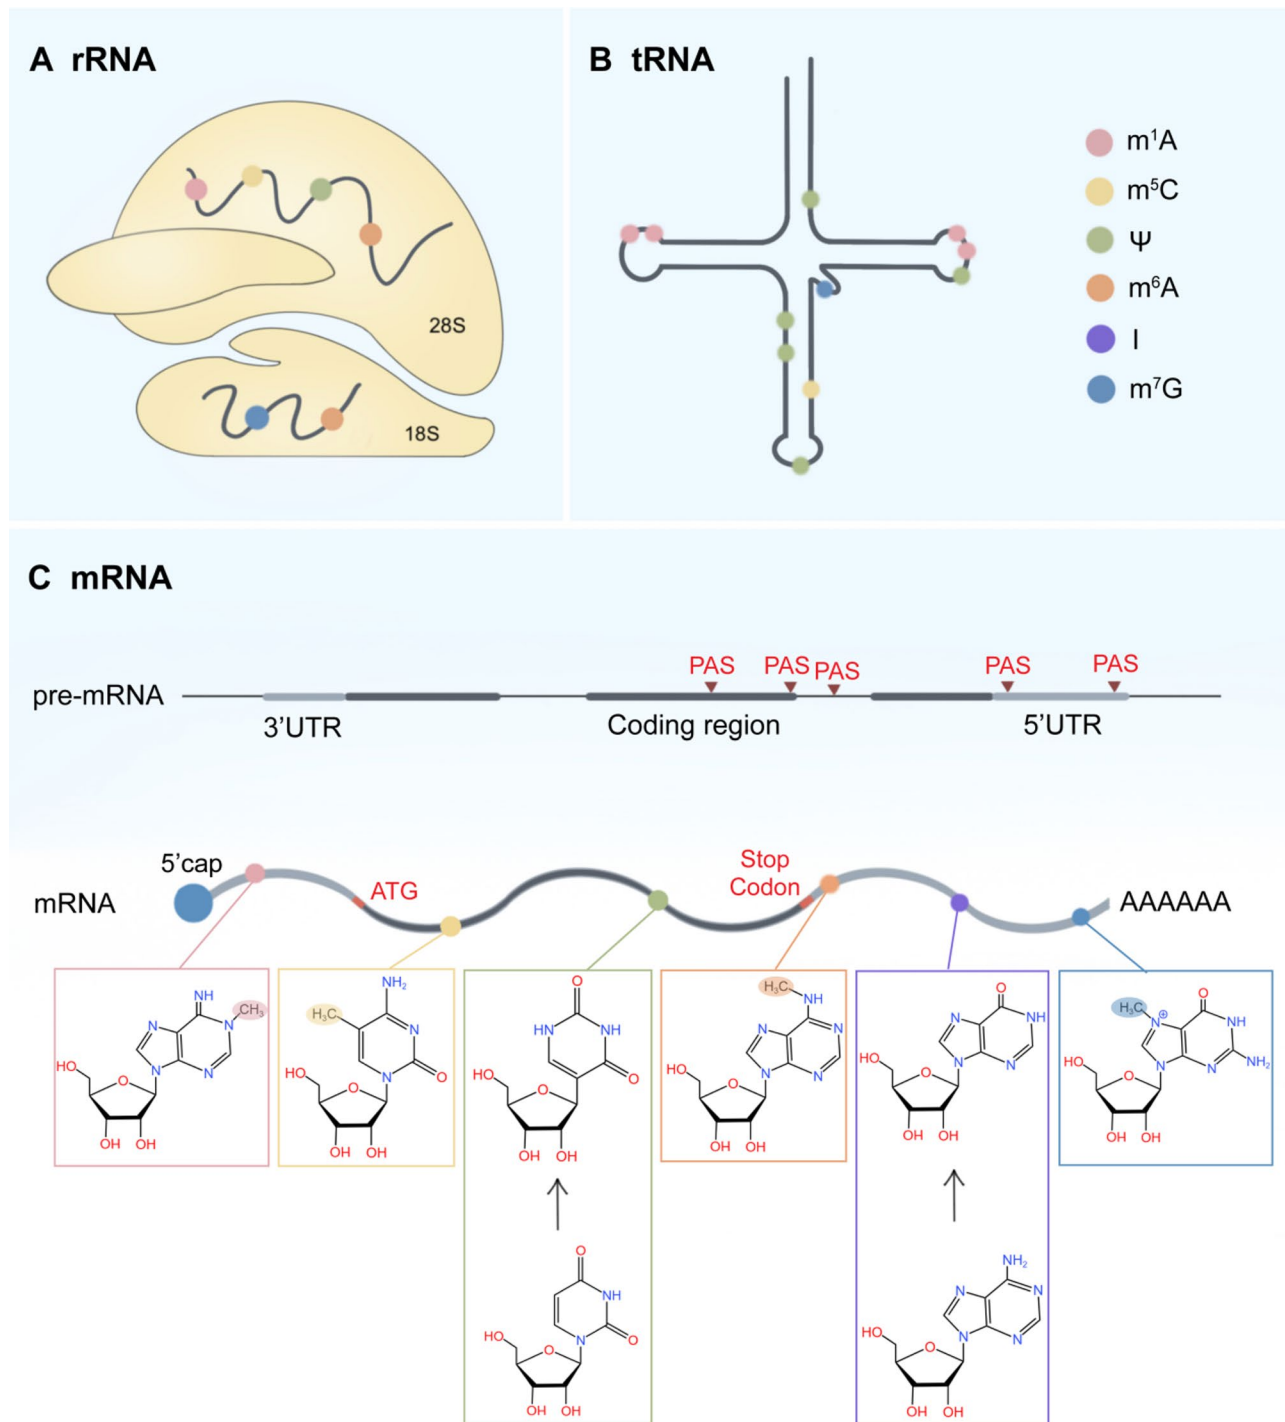 A rRNA
28S
18S
B tRNA
m¹A
m⁵C
Ψ
m⁶A
I
m⁷G
C mRNA
PAS PAS PAS PAS PAS
pre-mRNA
3’UTR Coding region 5’UTR
5’cap
ATG
Stop
Codon
mRNA
AAAAAA
NH
CH₃
N
N
N
N
HO
O
OH OH
NH₂
H₃C
N
N
O
HO
O
OH OH
O
HN
NH
O
HO
O
OH OH
O
NH
N
O
HO
O
OH OH
H₃C
NH
N
N
N
N
HO
O
OH OH
O
N
NH
N
N
HO
O
OH OH
NH₂
N
N
N
N
HO
O
OH OH
H₃C
O
N⊕
NH
N
N
NH₂
HO
O
OH OH